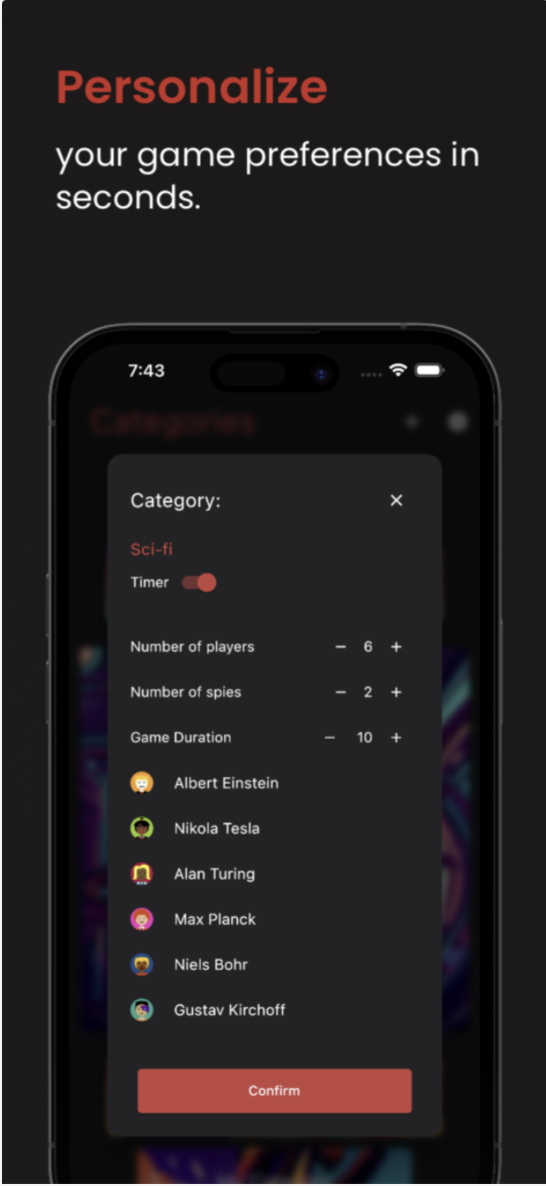 Personalize
your game preferences in
seconds.
7:43
Categories
Category: ×
Sci-fi
Timer
Number of players − 6 +
Number of spies − 2 +
Game Duration − 10 +
Albert Einstein
Nikola Tesla
Alan Turing
Max Planck
Niels Bohr
Gustav Kirchoff
Confirm